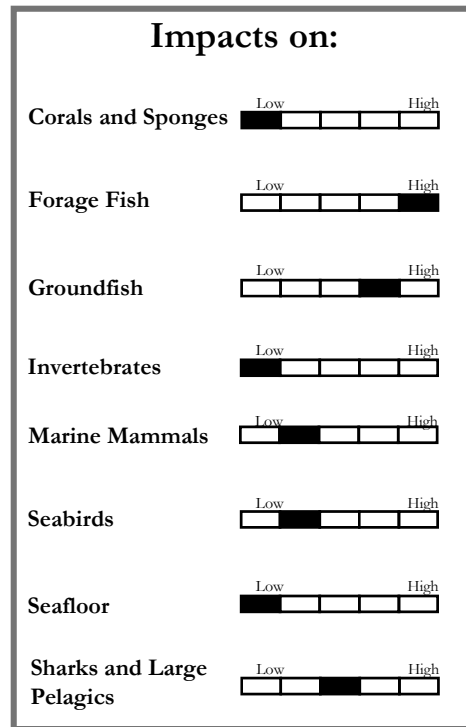 Impacts on:
Low High
Corals and Sponges
Low High
Forage Fish
Low High
Groundfish
Low High
Invertebrates
Low High
Marine Mammals
Low High
Seabirds
Low High
Seafloor
Low High
Sharks and Large
Pelagics